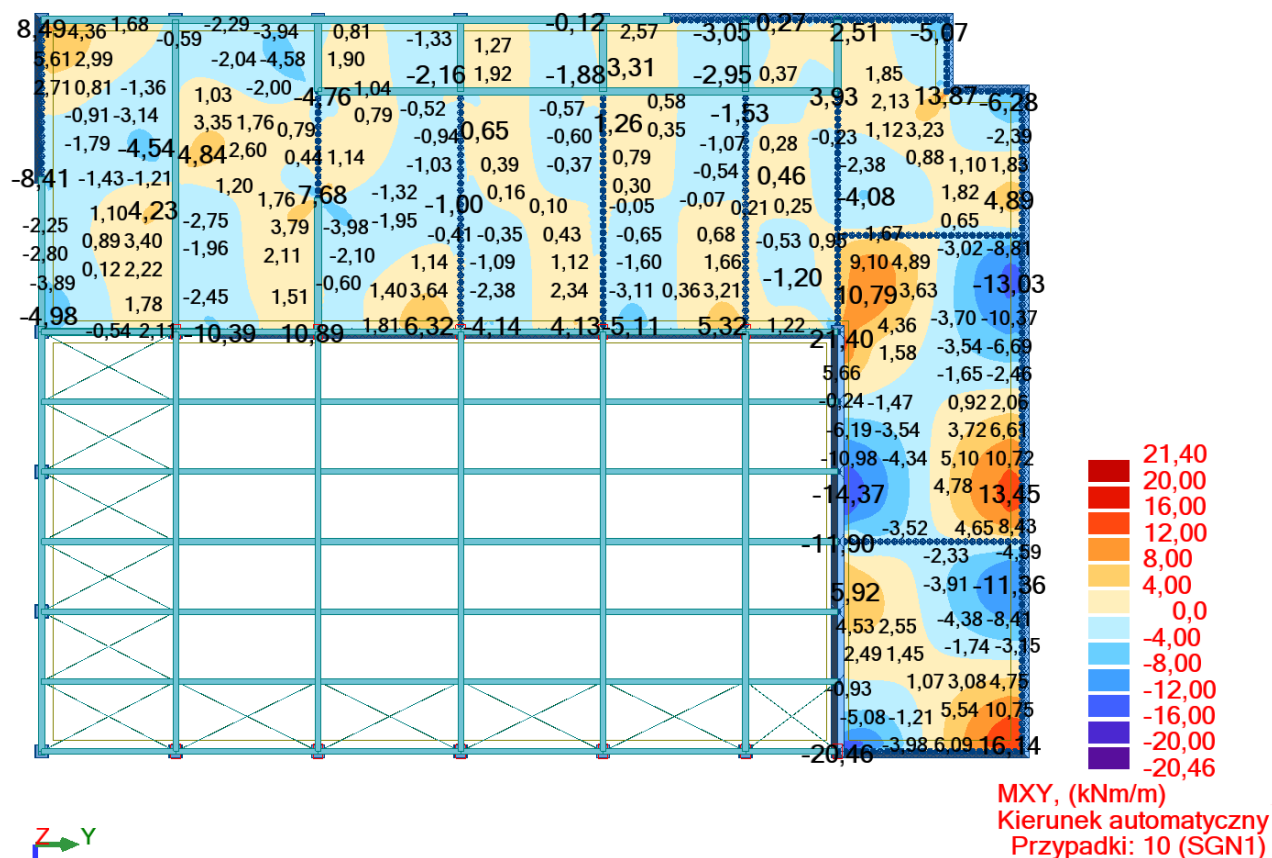 8,49 4,36 1,68 -0,59 -2,29 -3,94 0,81 -1,33 1,27 -0,12 2,57 -3,05 0,27 2,51 -5,07
5,61 2,99 -2,04 -4,58 1,90 -2,16 1,92 -1,88 3,31 -2,95 0,37 1,85
2,71 0,81 -1,36 1,03 -2,00 -4,76 1,04 -0,52 -0,57 0,58 -1,53 3,93 2,13 13,87 -6,28
-0,91 -3,14 3,35 1,76 0,79 0,79 -0,94 0,65 -0,60 1,26 0,35 -1,07 0,28 -0,23 1,12 3,23 -2,39
-1,79 -4,54 4,84 2,60 0,44 1,14 -1,03 0,39 -0,37 0,79 -0,54 0,46 -2,38 0,88 1,10 1,83
-8,41 -1,43 -1,21 1,20 1,76 7,68 -1,32 -1,00 0,16 0,10 0,30 -0,05 -0,07 0,21 0,25 -4,08 1,82 4,89
-2,25 1,10 4,23 -2,75 3,79 -3,98 -1,95 -0,41 -0,35 0,43 -0,65 0,68 -0,53 0,95 1,67 0,65
-2,80 0,89 3,40 -1,96 2,11 -2,10 1,14 -1,09 1,12 -1,60 1,66 -1,20 9,10 4,89 -3,02 -8,81
-3,89 0,12 2,22 -2,45 1,51 -0,60 1,40 3,64 -2,38 2,34 -3,11 0,36 3,21 10,79 3,63 -13,03
-4,98 1,78
-0,54 2,11 -10,39 10,89 1,81 6,32 -4,14 4,13 -5,11 5,32 1,22 4,36 -3,70 -10,37
21,40 1,58 -3,54 -6,69
5,66 -1,65 -2,46
-0,24 -1,47 0,92 2,06
-6,19 -3,54 3,72 6,61
-10,98 -4,34 5,10 10,72
-14,37 4,78 13,45
-3,52 4,65 8,43
-11,90 -2,33 -4,59
5,92 -3,91 -11,36
4,53 2,55 -4,38 -8,41
2,49 1,45 -1,74 -3,15
-0,93 1,07 3,08 4,75
-5,08 -1,21 5,54 10,75
-20,46 -3,98 6,09 16,14
21,40
20,00
16,00
12,00
8,00
4,00
0,0
-4,00
-8,00
-12,00
-16,00
-20,00
-20,46
MXY, (kNm/m)
Kierunek automatyczny
Przypadki: 10 (SGN1)
Z Y